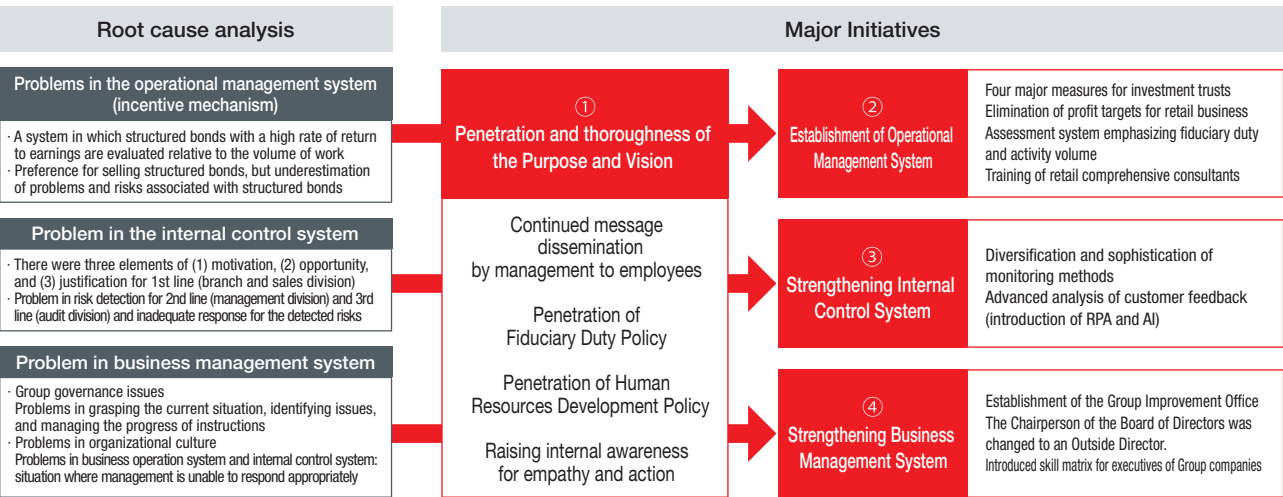 Root cause analysis
Major Initiatives
Problems in the operational management system
(incentive mechanism)
· A system in which structured bonds with a high rate of return
to earnings are evaluated relative to the volume of work
· Preference for selling structured bonds, but underestimation
of problems and risks associated with structured bonds
Problem in the internal control system
· There were three elements of (1) motivation, (2) opportunity,
and (3) justification for 1st line (branch and sales division)
· Problem in risk detection for 2nd line (management division) and 3rd
line (audit division) and inadequate response for the detected risks
Problem in business management system
· Group governance issues
Problems in grasping the current situation, identifying issues,
and managing the progress of instructions
· Problems in organizational culture
Problems in business operation system and internal control system:
situation where management is unable to respond appropriately
①
Penetration and thoroughness of
the Purpose and Vision
Continued message
dissemination
by management to employees
Penetration of
Fiduciary Duty Policy
Penetration of Human
Resources Development Policy
Raising internal awareness
for empathy and action
②
Establishment of Operational
Management System
Four major measures for investment trusts
Elimination of profit targets for retail business
Assessment system emphasizing fiduciary duty
and activity volume
Training of retail comprehensive consultants
③
Strengthening Internal
Control System
Diversification and sophistication of
monitoring methods
Advanced analysis of customer feedback
(introduction of RPA and AI)
④
Strengthening Business
Management System
Establishment of the Group Improvement Office
The Chairperson of the Board of Directors was
changed to an Outside Director.
Introduced skill matrix for executives of Group companies